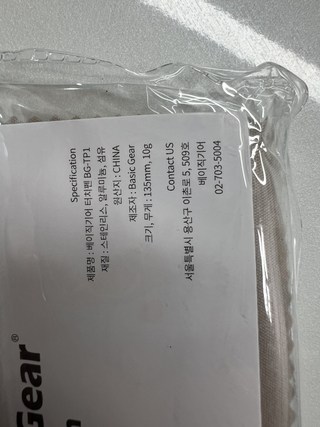 Specification
제품명 : 베이직기어 터치펜 BG-TP1
재질 : 스테인리스, 알루미늄, 섬유
원산지 : CHINA
제조자 : Basic Gear
크기, 무게 : 135mm, 10g
Contact US
서울특별시 용산구 이촌로 5, 509호
베이직기어
02-703-5004
Gear